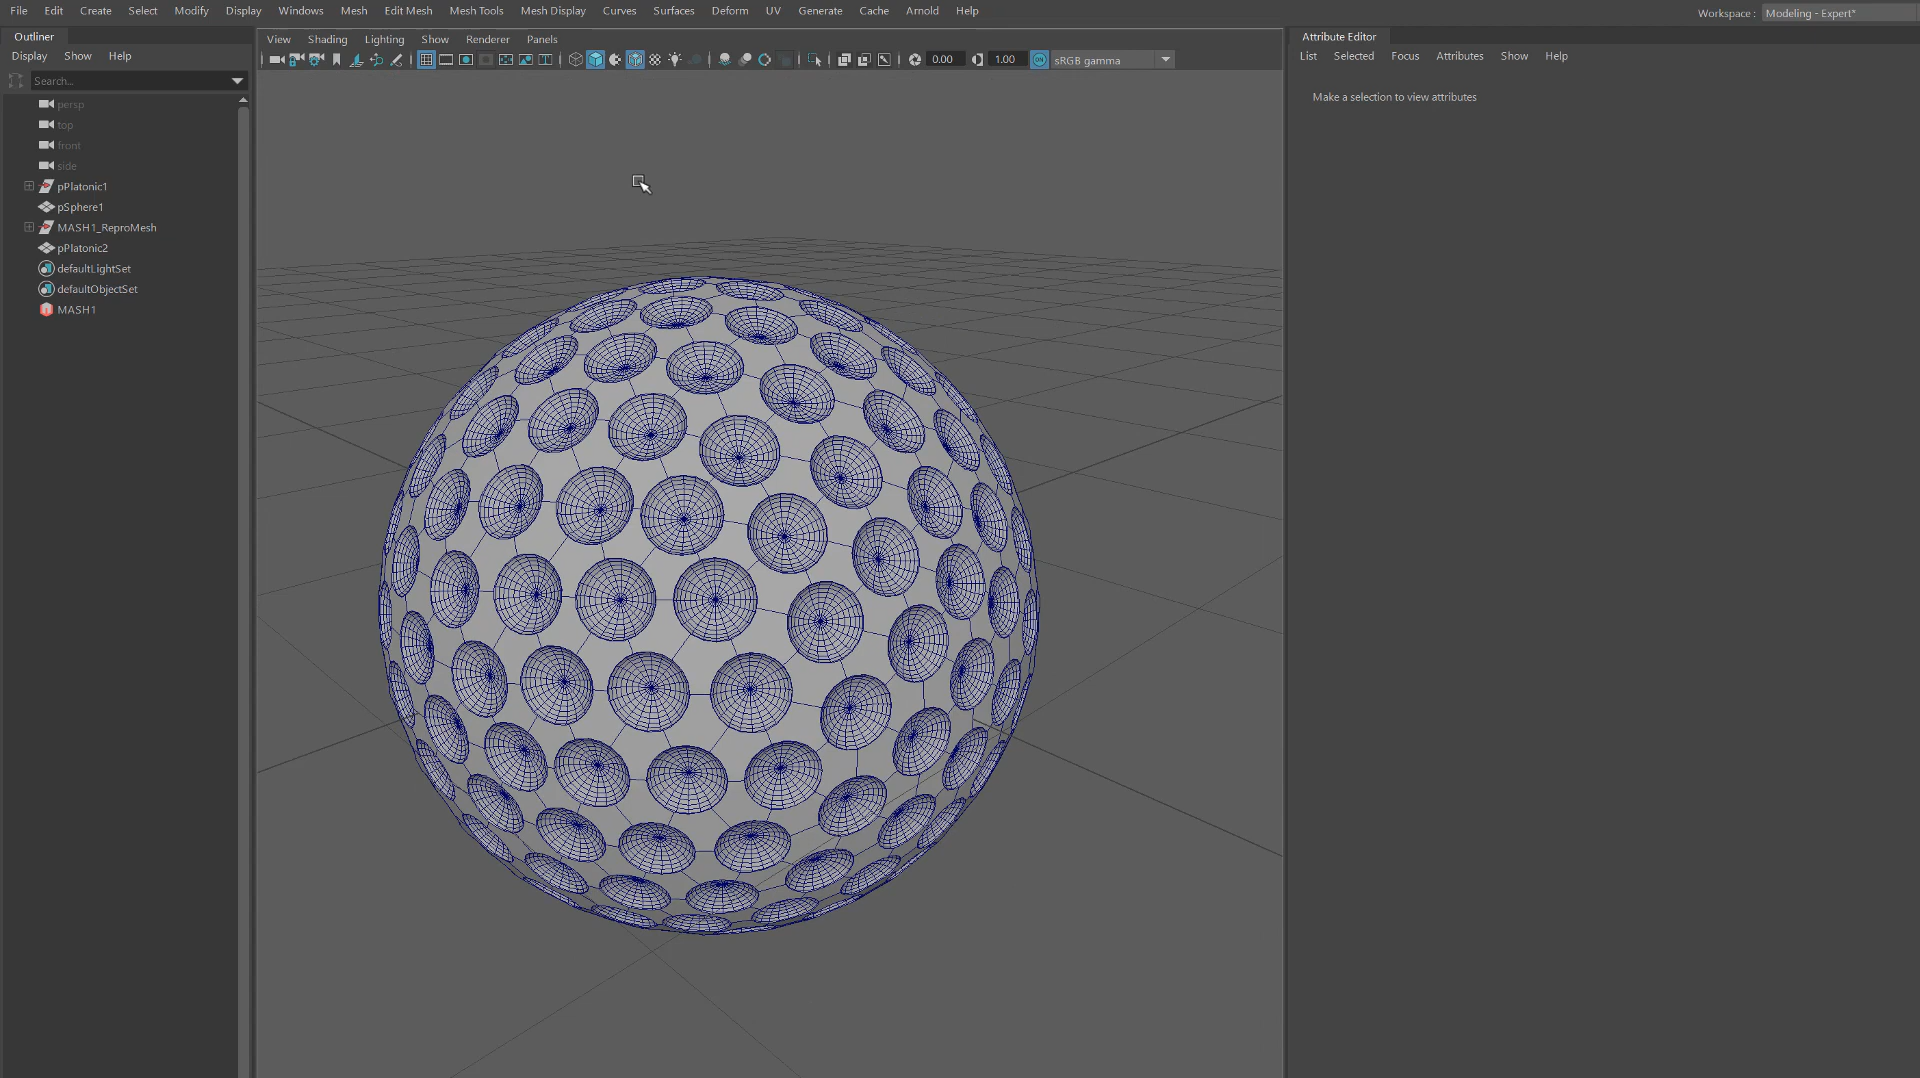 File Edit Create Select Modify Display Windows Mesh Edit Mesh Mesh Tools Mesh Display Curves Surfaces Deform UV Generate Cache Arnold Help
Workspace : Modeling - Expert*
Outliner
Display Show Help
Search...
persp
top
front
side
pPlatonic1
pSphere1
MASH1_ReproMesh
pPlatonic2
defaultLightSet
defaultObjectSet
MASH1
View Shading Lighting Show Renderer Panels
0.00 1.00 ON sRGB gamma
Attribute Editor
List Selected Focus Attributes Show Help
Make a selection to view attributes